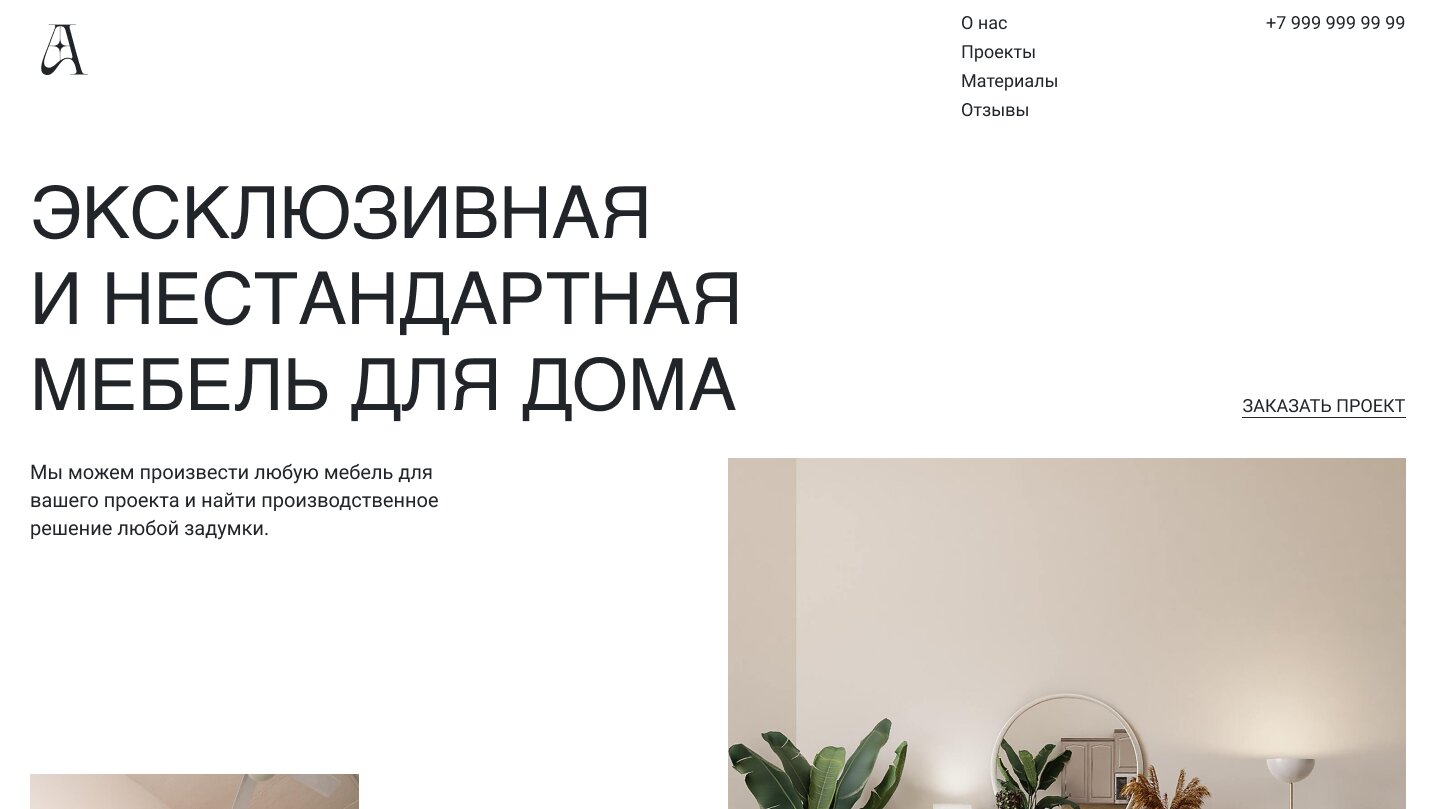 А
О нас
Проекты
Материалы
Отзывы
+7 999 999 99 99
ЭКСКЛЮЗИВНАЯ
И НЕСТАНДАРТНАЯ
МЕБЕЛЬ ДЛЯ ДОМА
ЗАКАЗАТЬ ПРОЕКТ
Мы можем произвести любую мебель для
вашего проекта и найти производственное
решение любой задумки.